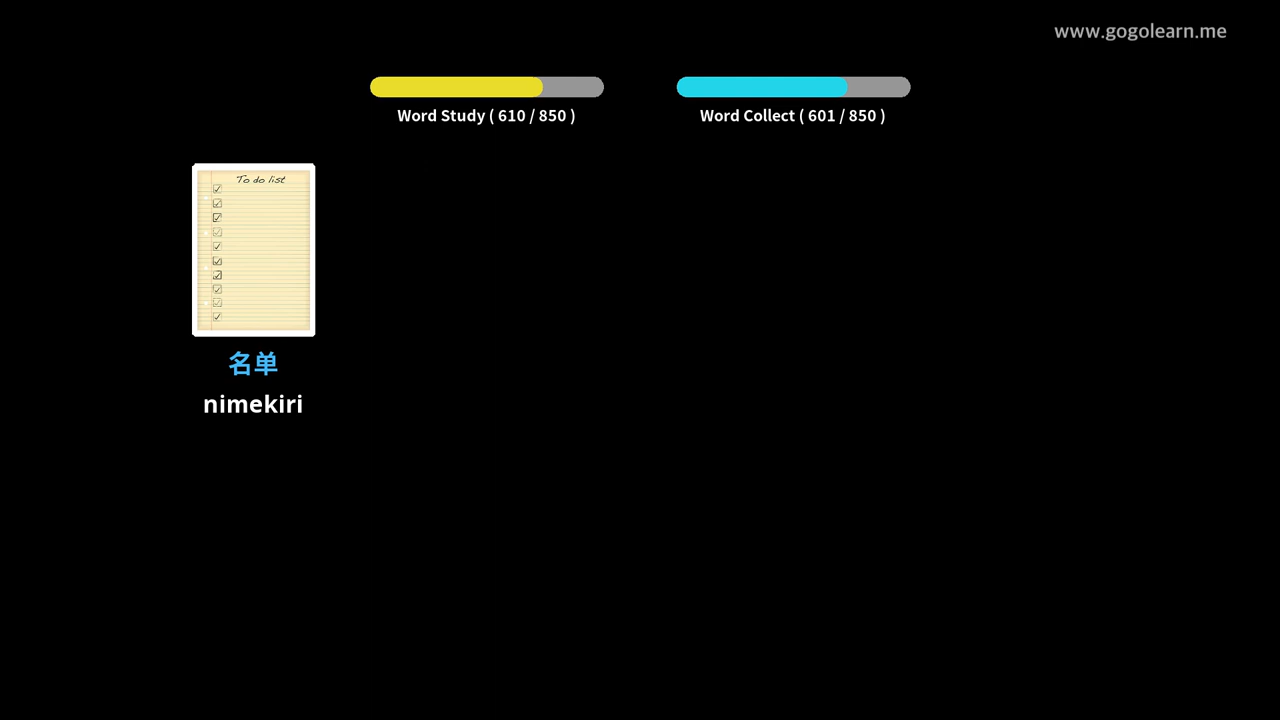 www.gogolearn.me
Word Study ( 610 / 850 )
Word Collect ( 601 / 850 )
To do list
名单
nimekiri